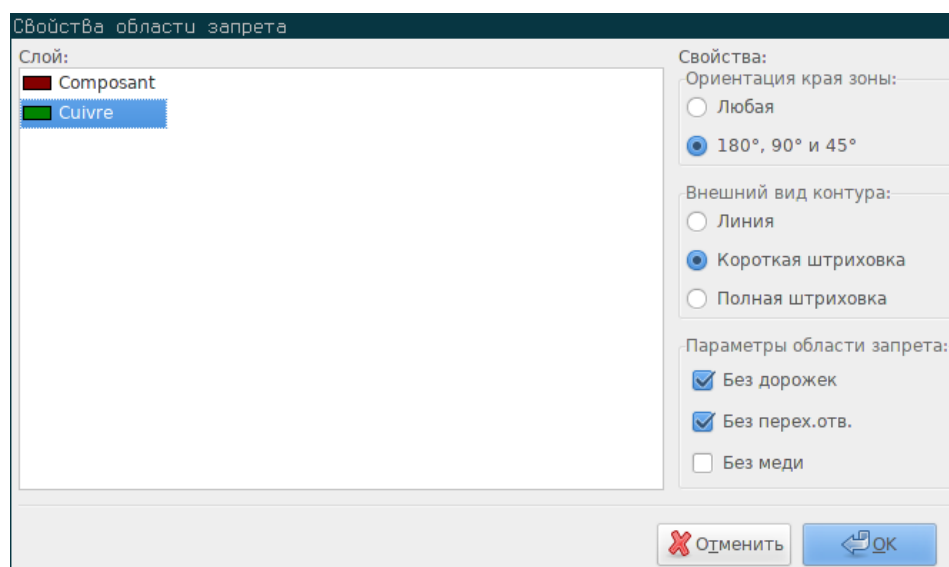 Свойства области запрета
Слой:
Composant
Cuivre
Свойства:
Ориентация края зоны:
Любая
180°, 90° и 45°
Внешний вид контура:
Линия
Короткая штриховка
Полная штриховка
Параметры области запрета:
Без дорожек
Без перех.отв.
Без меди
Отменить
OK